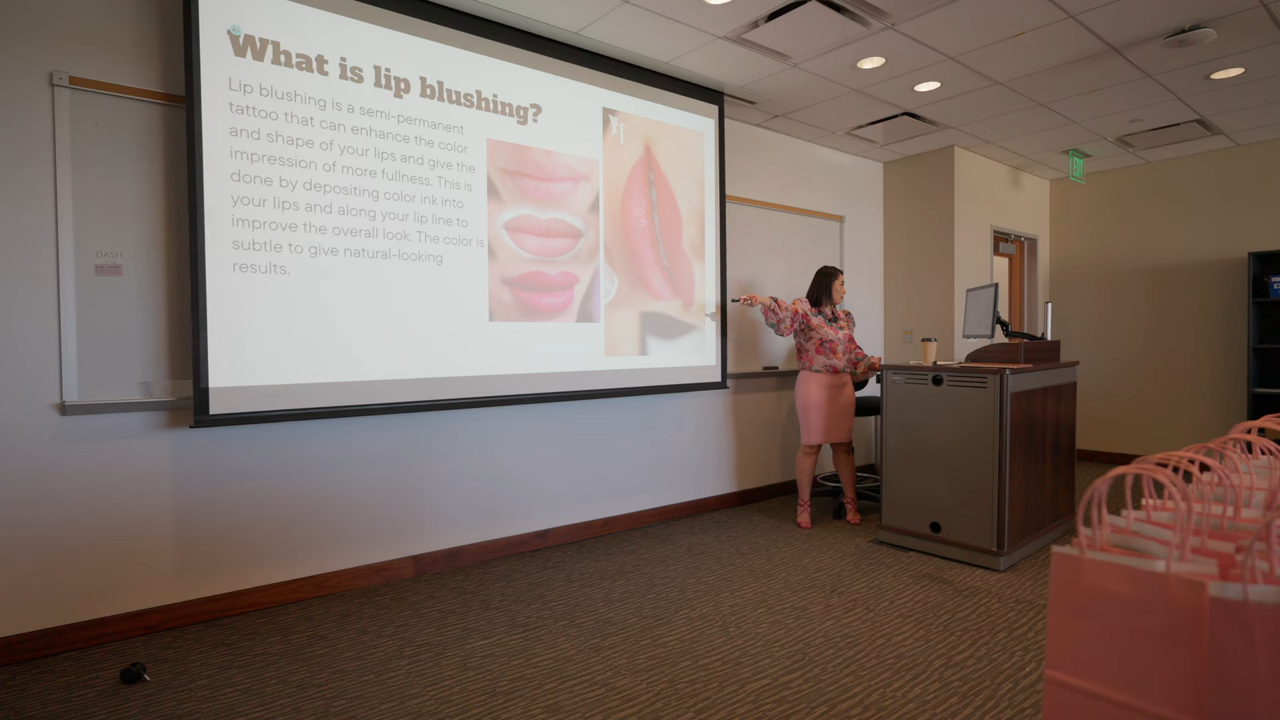 What is lip blushing?
Lip blushing is a semi-permanent
tattoo that can enhance the color
and shape of your lips and give the
impression of more fullness. This is
done by depositing color ink into
your lips and along your lip line to
improve the overall look. The color is
subtle to give natural-looking
results.
DASH
EXIT